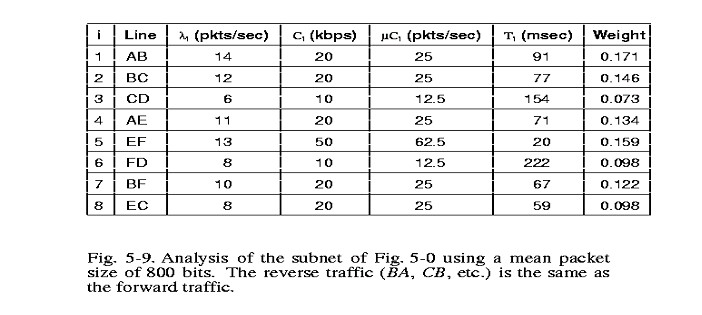 i Line λᵢ (pkts/sec) Cᵢ (kbps) µCᵢ (pkts/sec) Tᵢ (msec) Weight
1 AB 14 20 25 91 0.171
2 BC 12 20 25 77 0.146
3 CD 6 10 12.5 154 0.073
4 AE 11 20 25 71 0.134
5 EF 13 50 62.5 20 0.159
6 FD 8 10 12.5 222 0.098
7 BF 10 20 25 67 0.122
8 EC 8 20 25 59 0.098
Fig. 5-9. Analysis of the subnet of Fig. 5-0 using a mean packet
size of 800 bits. The reverse traffic (BA, CB, etc.) is the same as
the forward traffic.